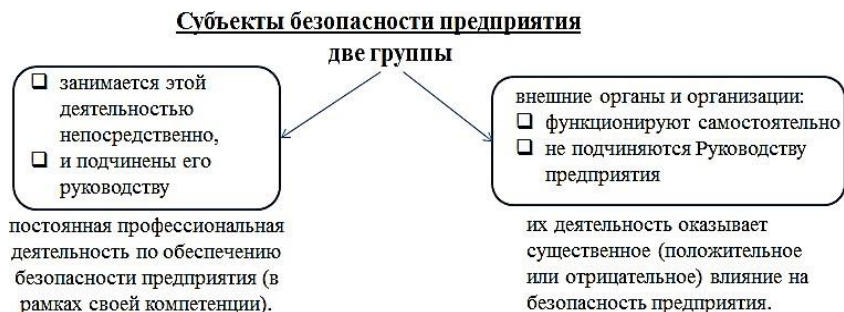 Субъекты безопасности предприятия
две группы
❑ занимается этой
деятельностью
непосредственно,
❑ и подчинены его
руководству
постоянная профессиональная
деятельность по обеспечению
безопасности предприятия (в
рамках своей компетенции).
внешние органы и организации:
❑ функционируют самостоятельно
❑ не подчиняются Руководству
предприятия
их деятельность оказывает
существенное (положительное
или отрицательное) влияние на
безопасность предприятия.